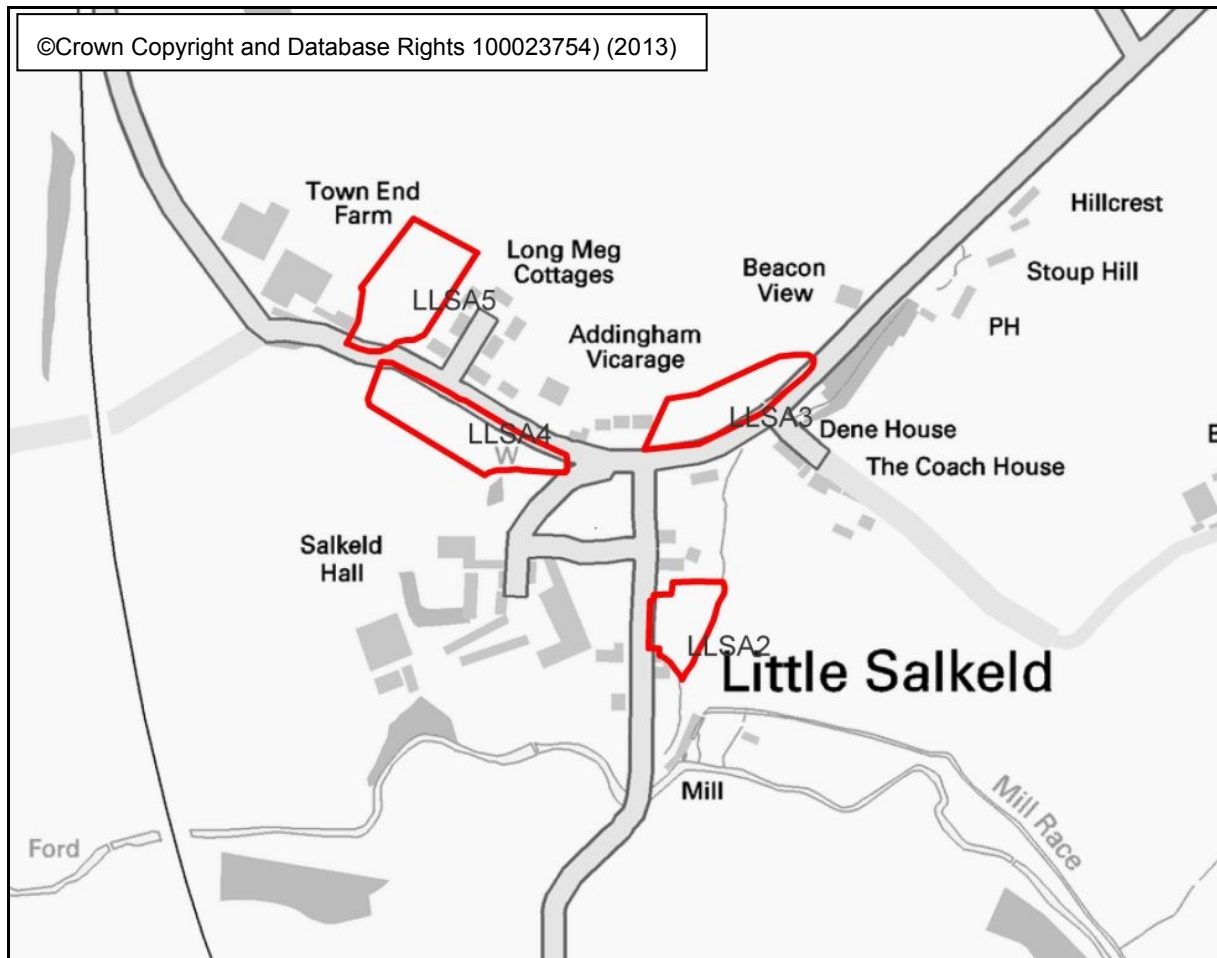 ©Crown Copyright and Database Rights 100023754) (2013)
Town End
Farm
Long Meg
Cottages
LLSA5
Addingham
Vicarage
Beacon
View
Hillcrest
Stoup Hill
PH
LLSA3
LLSA4
W
Dene House
The Coach House
E
Salkeld
Hall
LLSA2
Little Salkeld
Mill
Mill Race
Ford